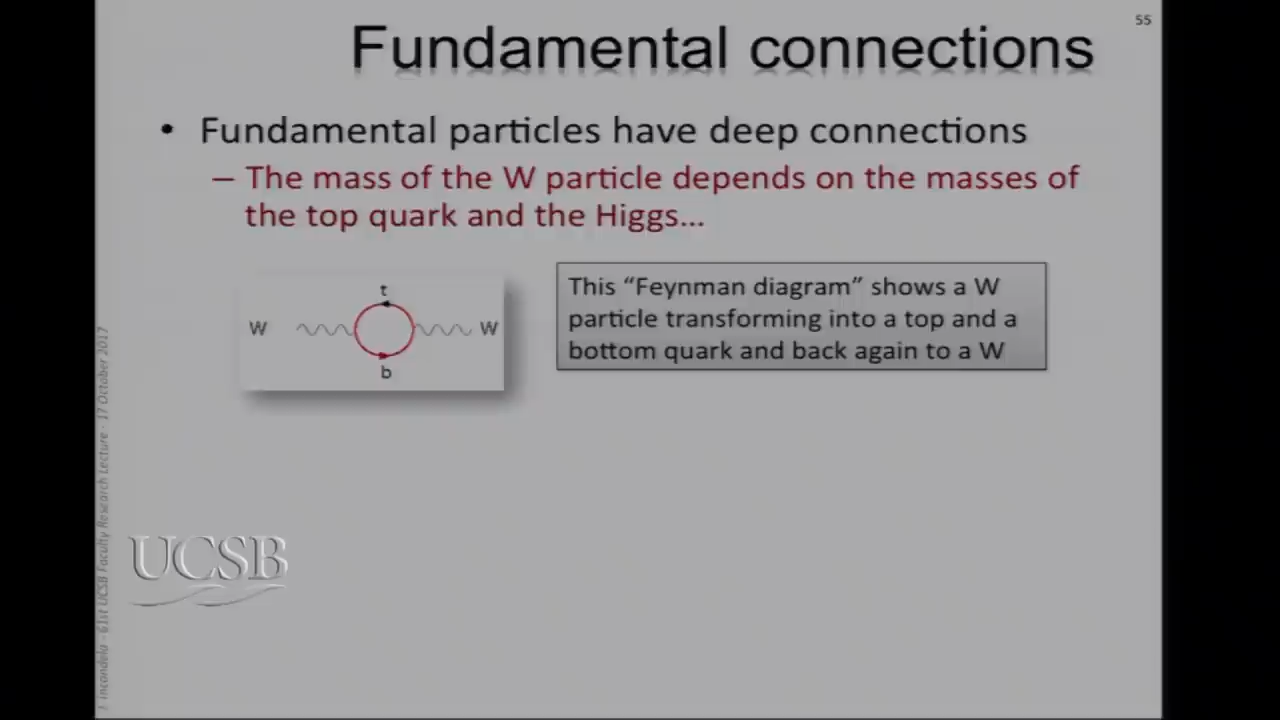 55
Fundamental connections
• Fundamental particles have deep connections
– The mass of the W particle depends on the masses of
the top quark and the Higgs...
t
W
W
b
This “Feynman diagram” shows a W
particle transforming into a top and a
bottom quark and back again to a W
J. Incandela - 61st UCSB Faculty Research Lecture - 17 October 2017
UCSB